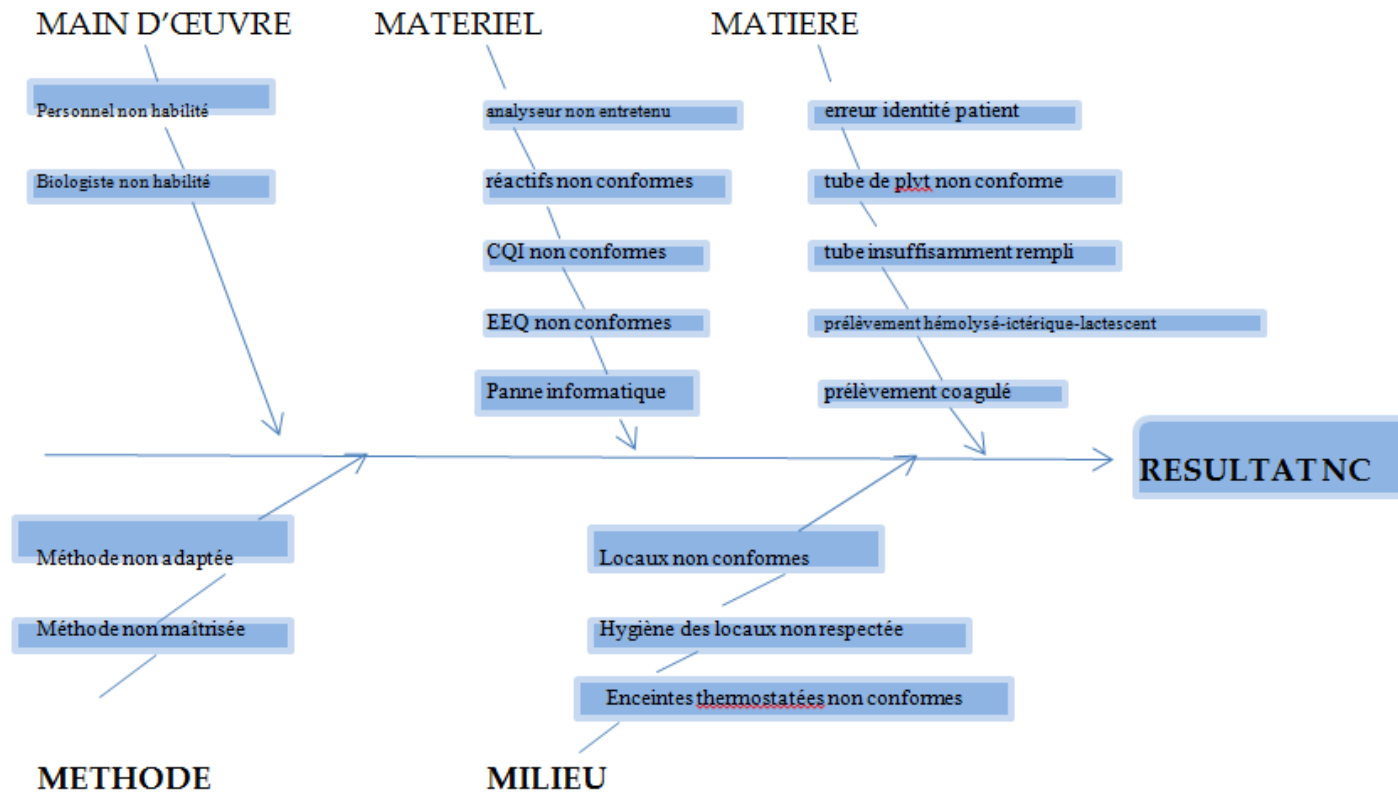 MAIN D'ŒUVRE
MATERIEL
MATIERE
Personnel non habilité
analyseur non entretenu
erreur identité patient
Biologiste non habilité
réactifs non conformes
tube de plvt non conforme
CQI non conformes
tube insuffisamment rempli
EEQ non conformes
prélèvement hémolysé-ictérique-lactescent
Panne informatique
prélèvement coagulé
RESULTAT NC
Méthode non adaptée
Locaux non conformes
Méthode non maîtrisée
Hygiène des locaux non respectée
Enceintes thermostatées non conformes
METHODE
MILIEU